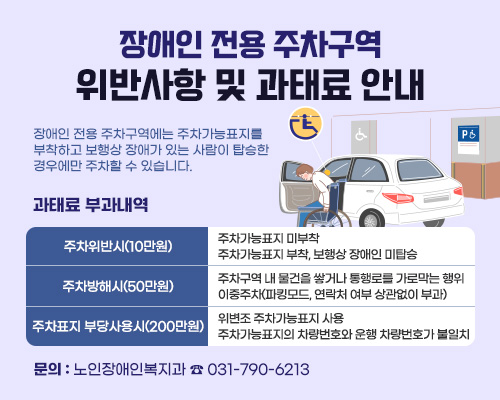 장애인 전용 주차구역
위반사항 및 과태료 안내
장애인 전용 주차구역에는 주차가능표지를
부착하고 보행상 장애가 있는 사람이 탑승한
경우에만 주차할 수 있습니다.
P
과태료 부과내역
주차위반시(10만원)
주차가능표지 미부착
주차가능표지 부착, 보행상 장애인 미탑승
주차방해시(50만원)
주차구역 내 물건을 쌓거나 통행로를 가로막는 행위
이중주차(파킹모드, 연락처 여부 상관없이 부과)
주차표지 부당사용시(200만원)
위변조 주차가능표지 사용
주차가능표지의 차량번호와 운행 차량번호가 불일치
문의 : 노인장애인복지과 ☎ 031-790-6213